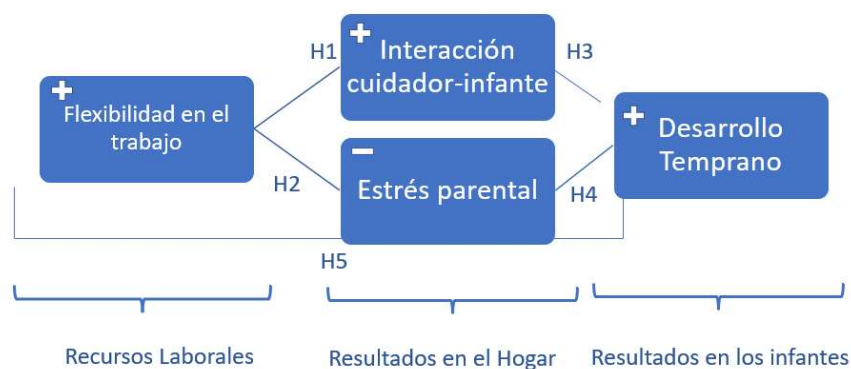 H1
+
Interacción
cuidador-infante
H3
+
Flexibilidad en el
trabajo
+
Desarrollo
Temprano
−
Estrés parental
H2
H4
H5
Recursos Laborales
Resultados en el Hogar
Resultados en los infantes